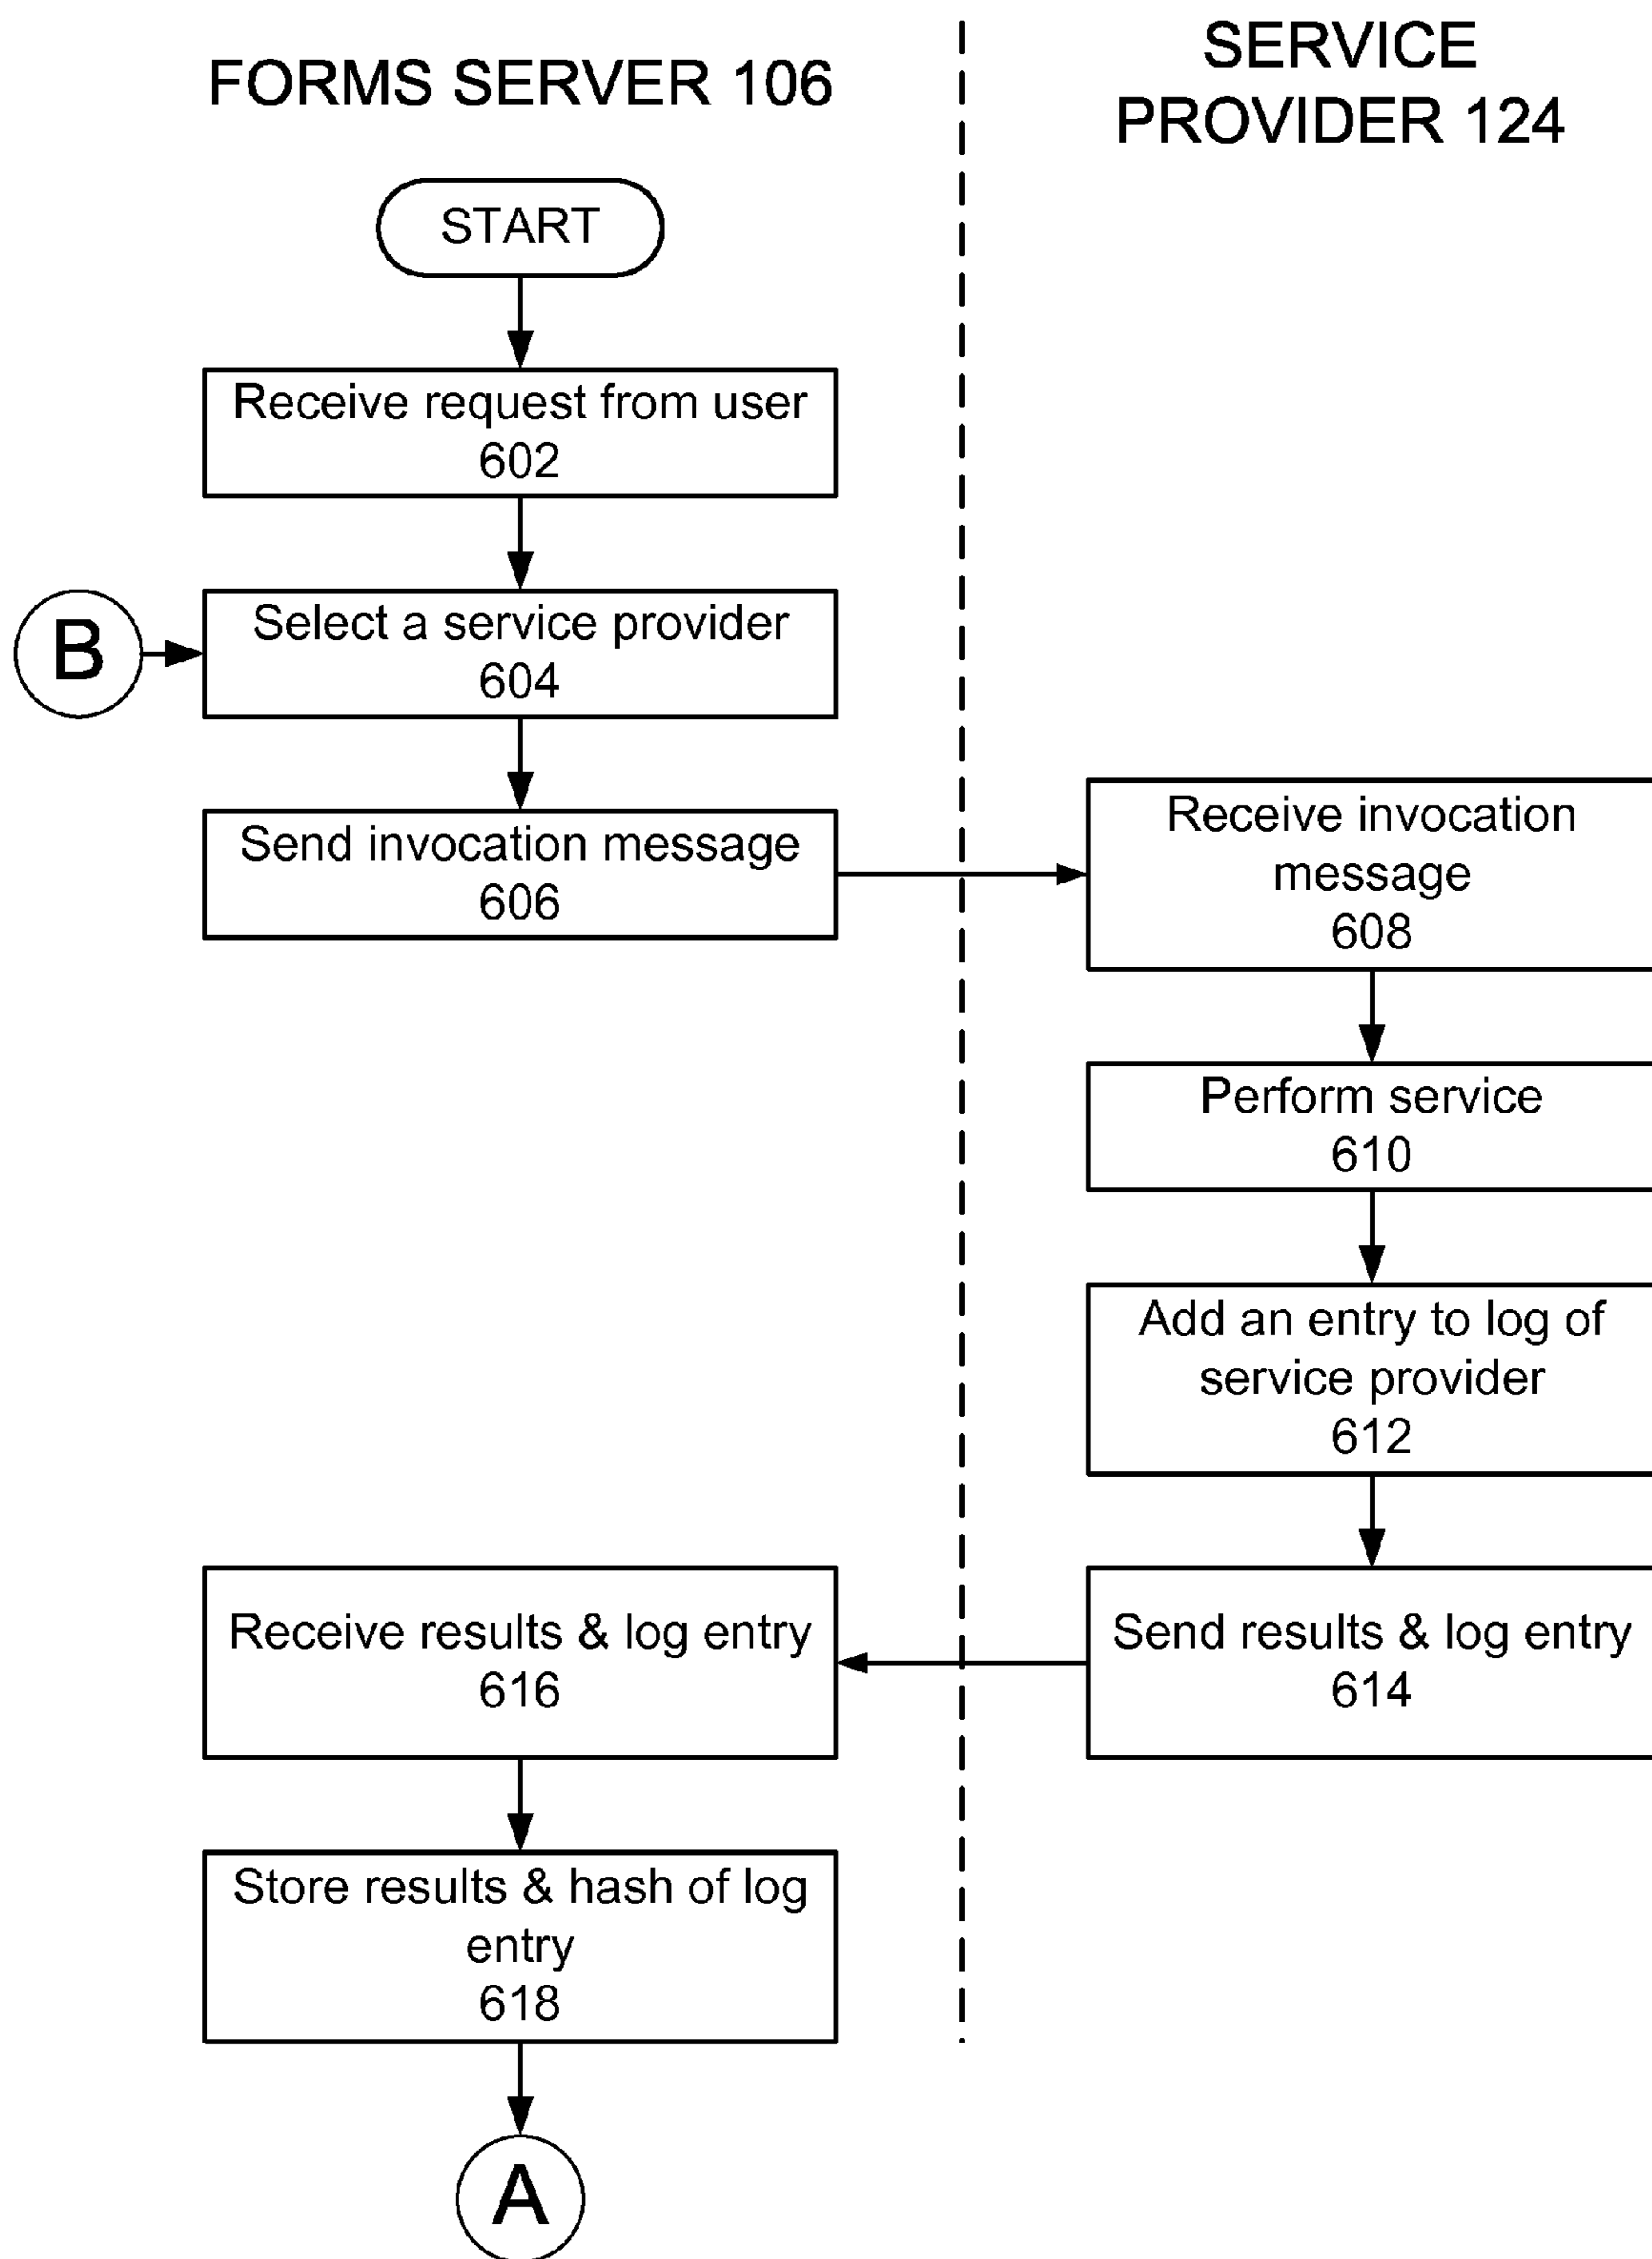 FORMS SERVER 106
SERVICE
PROVIDER 124
START
Receive request from user
602
B
Select a service provider
604
Send invocation message
606
Receive invocation
message
608
Perform service
610
Add an entry to log of
service provider
612
Send results & log entry
614
Receive results & log entry
616
Store results & hash of log
entry
618
A